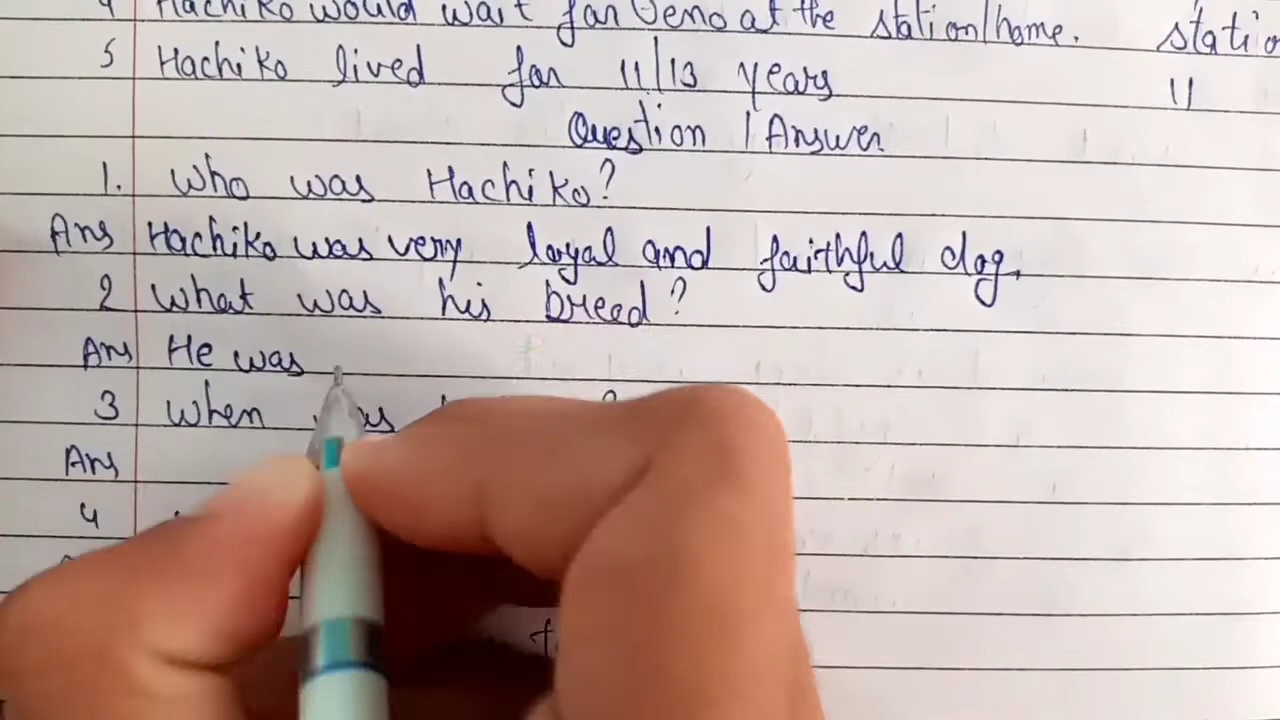 4 Hachiko would wait for Ueno at the station/home. statio
5 Hachiko lived for 11/13 years 11
Question / Answer
1. Who was Hachiko?
Ans Hachiko was very loyal and faithful dog.
2 What was his breed?
Ans He was
3 When
Ans
4